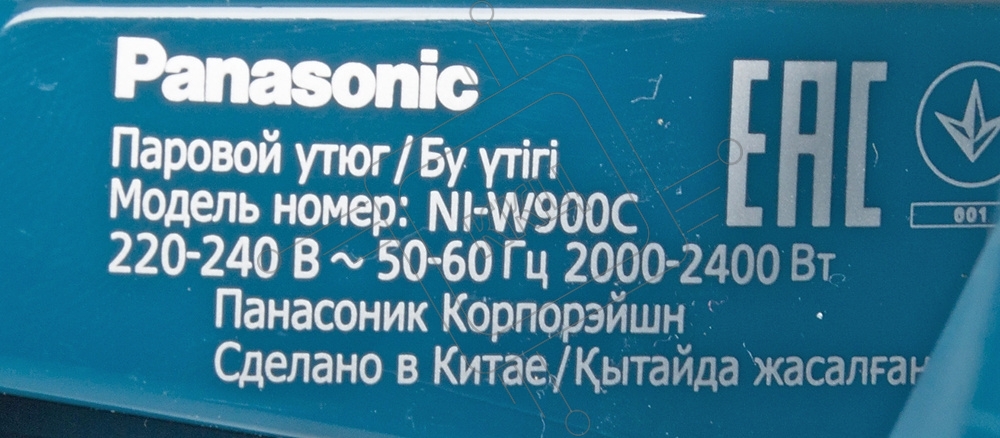 Panasonic
Паровой утюг/Бу үтігі
Модель номер: NI-W900C
220-240 В ~ 50-60 Гц 2000-2400 Вт
Панасоник Корпорэйшн
Сделано в Китае/Қытайда жасалған
EAC
001